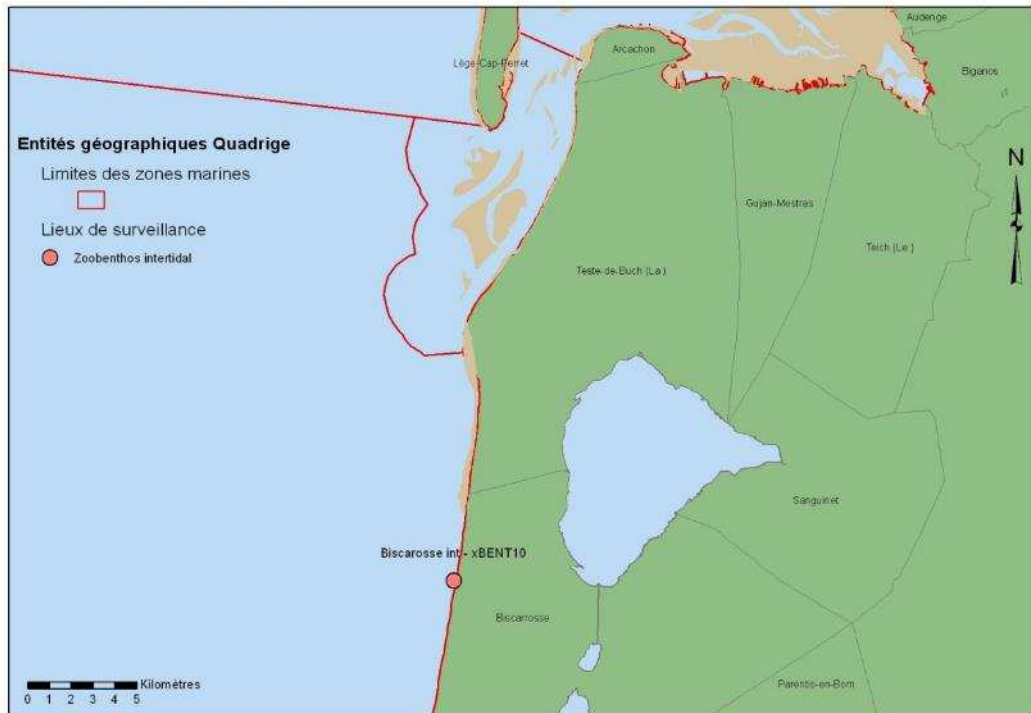 Audenge
Arcachon
Lège-Cap-Ferret
Biganos
Entités géographiques Quadrige
Limites des zones marines
N
Lieux de surveillance
Gujan-Mestras
Zoobenthos intertidal
Teste-de-Buch (La)
Teich (Le)
Sanguinet
Biscarosse int - xBENT10
Biscarrosse
Kilomètres
0 1 2 3 4 5
Parentis-en-Born